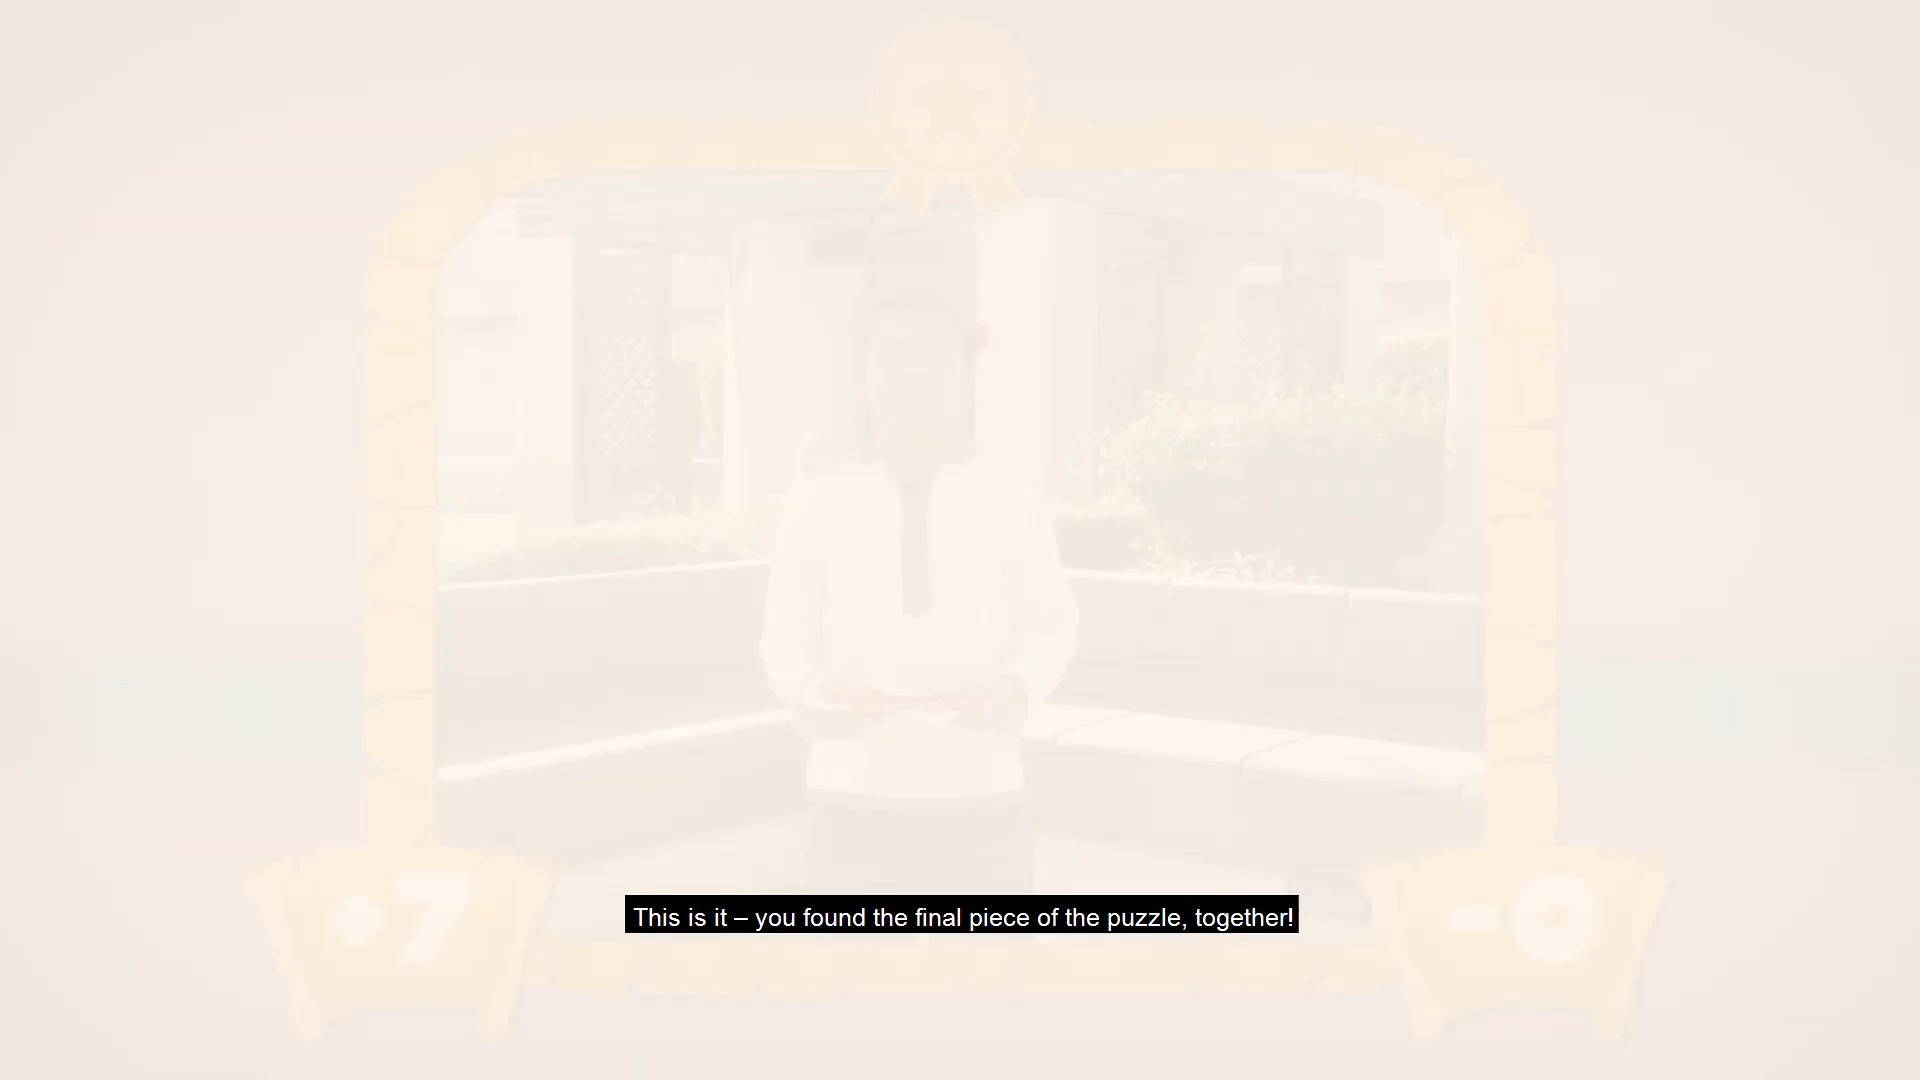 +7
-0
This is it – you found the final piece of the puzzle, together!